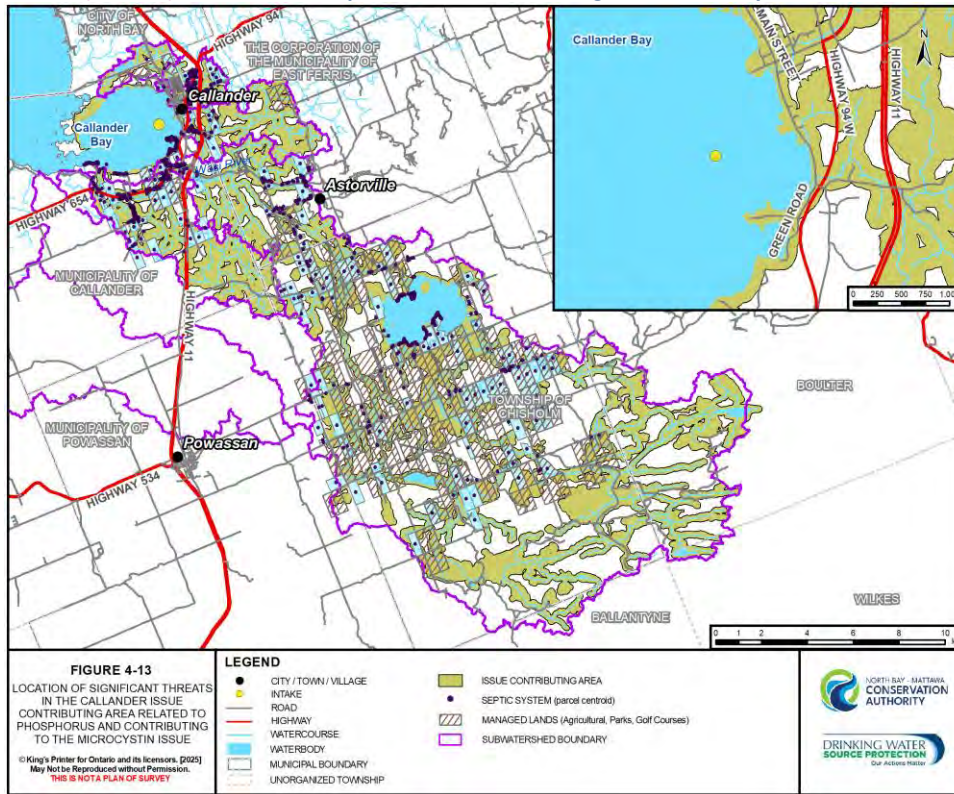 CITY OF
NORTH BAY
HIGHWAY 94
THE CORPORATION OF
THE MUNICIPALITY OF
EAST FERRIS
Callander
Callander
Bay
HIGHWAY 654
Astorville
MUNICIPALITY OF
CALLANDER
HIGHWAY 11
MUNICIPALITY OF
POWASSAN
Powassan
HIGHWAY 534
TOWNSHIP OF
CHISHOLM
BOULTER
BALLANTYNE
WILKES
0 1 2 4 6 8 10
Callander Bay
MAIN STREET
HIGHWAY 94 W
HIGHWAY 11
GREEN ROAD
N
0 250 500 750 1,00
FIGURE 4-13
LOCATION OF SIGNIFICANT THREATS
IN THE CALLANDER ISSUE
CONTRIBUTING AREA RELATED TO
PHOSPHORUS AND CONTRIBUTING
TO THE MICROCYSTIN ISSUE
© King's Printer for Ontario and its licensors. [2025]
May Not be Reproduced without Permission.
THIS IS NOT A PLAN OF SURVEY
LEGEND
CITY / TOWN / VILLAGE
INTAKE
ROAD
HIGHWAY
WATERCOURSE
WATERBODY
MUNICIPAL BOUNDARY
UNORGANIZED TOWNSHIP
ISSUE CONTRIBUTING AREA
SEPTIC SYSTEM (parcel centroid)
MANAGED LANDS (Agricultural, Parks, Golf Courses)
SUBWATERSHED BOUNDARY
NORTH BAY - MATTAWA
CONSERVATION
AUTHORITY
DRINKING WATER
SOURCE PROTECTION
Our Actions Matter